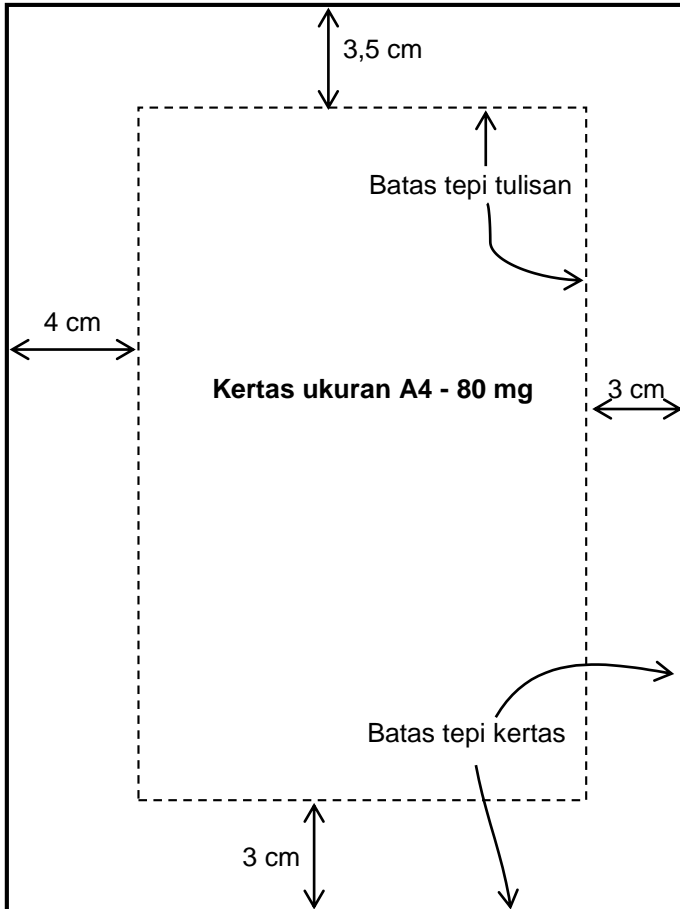 3,5 cm
Batas tepi tulisan
4 cm
Kertas ukuran A4 - 80 mg
3 cm
Batas tepi kertas
3 cm